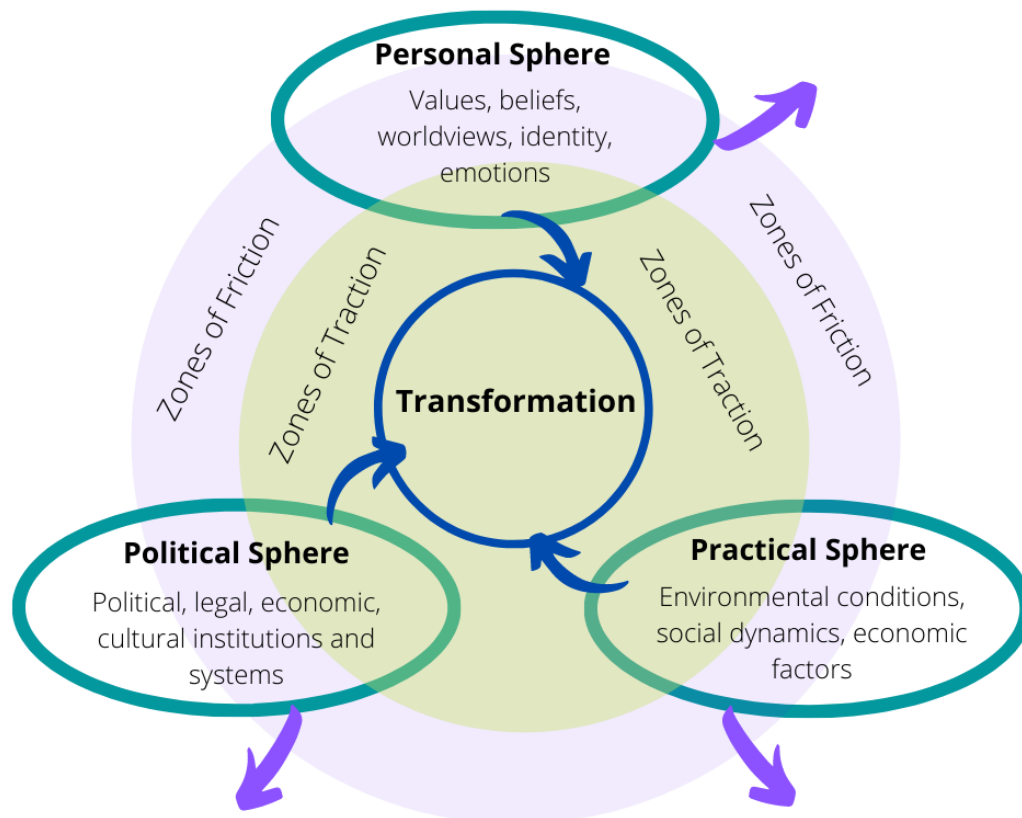 Personal Sphere
Values, beliefs,
worldviews, identity,
emotions
Zones of Friction
Zones of Traction
Zones of Traction
Zones of Friction
Transformation
Political Sphere
Political, legal, economic,
cultural institutions and
systems
Practical Sphere
Environmental conditions,
social dynamics, economic
factors